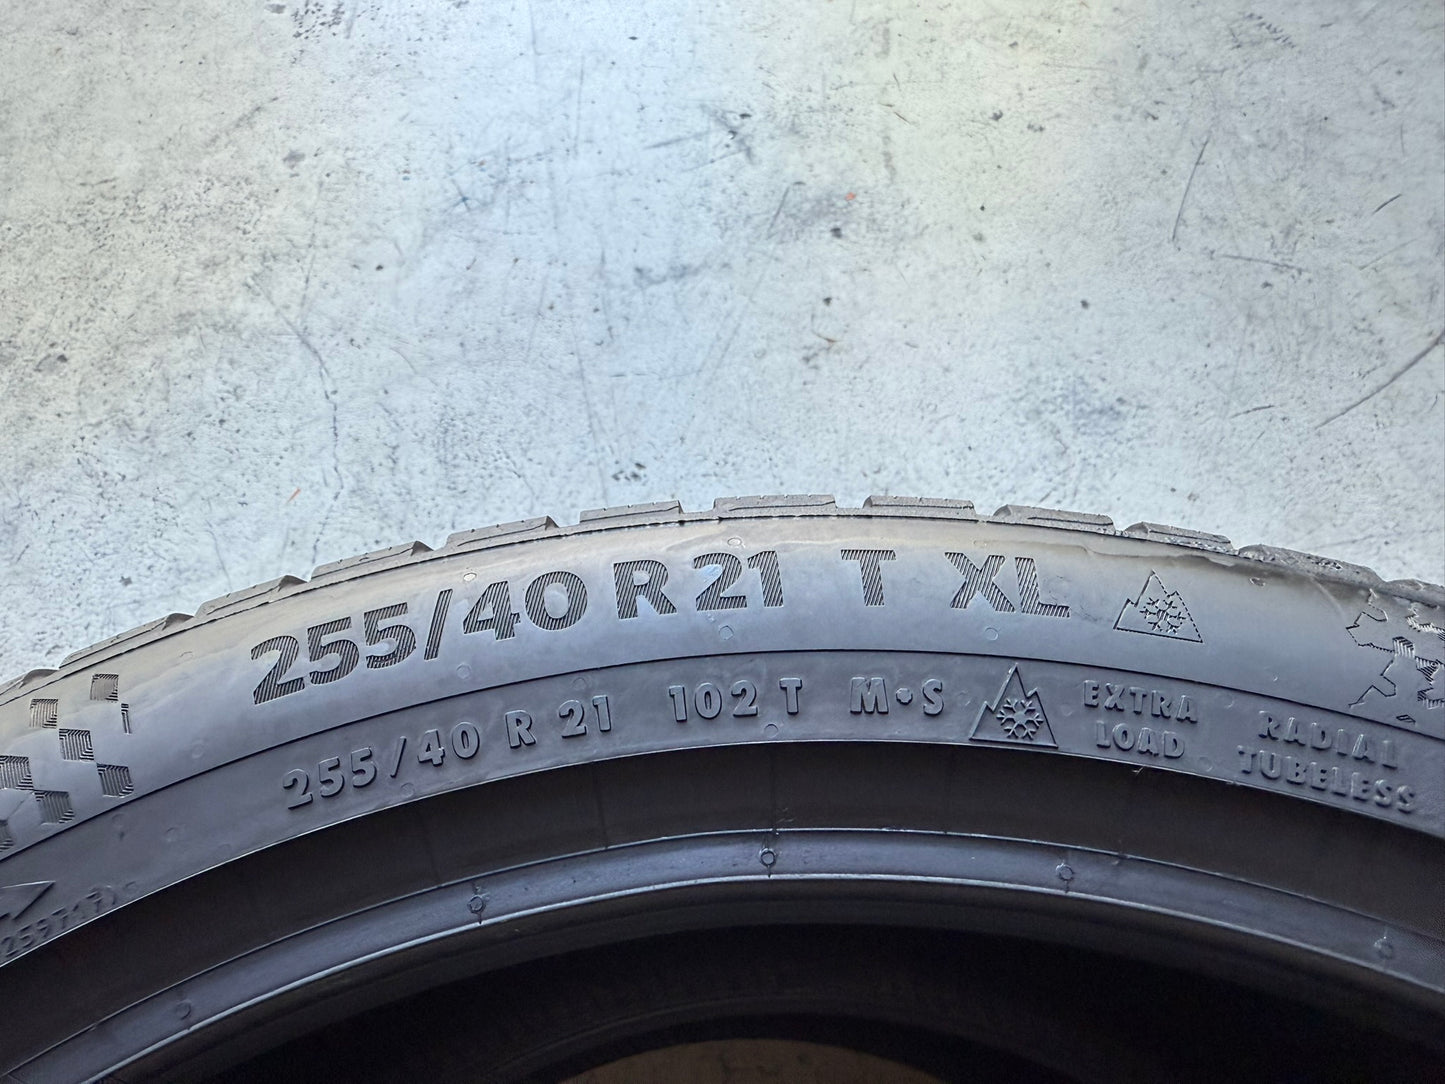 255/40 R 21 T XL
255/40 R 21 102 T M•S EXTRA LOAD RADIAL TUBELESS